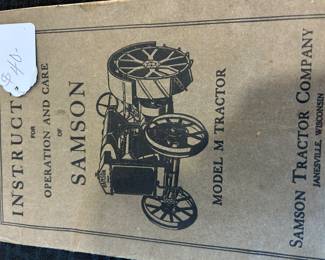 $40-
INSTRUCT
FOR
OPERATION AND CARE
OF
SAMSON
MODEL M TRACTOR
SAMSON TRACTOR COMPANY
JANESVILLE, WISCONSIN